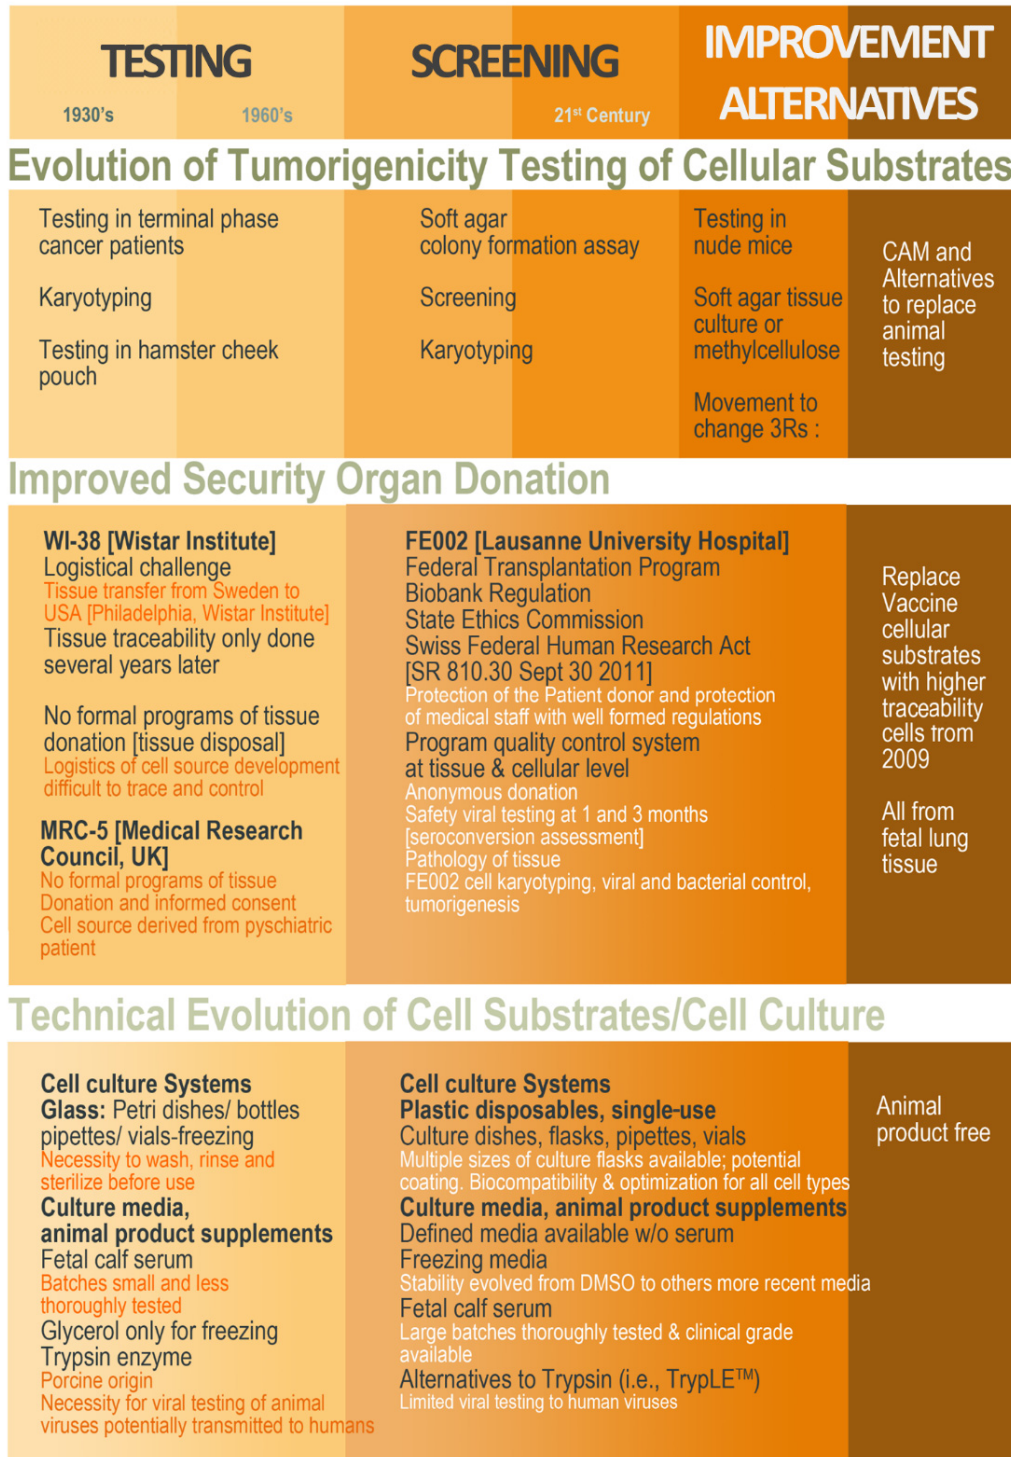 TESTING
1930's
1960's
SCREENING
21st Century
IMPROVEMENT
ALTERNATIVES
Evolution of Tumorigenicity Testing of Cellular Substrates
Testing in terminal phase
cancer patients
Karyotyping
Testing in hamster cheek
pouch
Soft agar
colony formation assay
Screening
Karyotyping
Testing in
nude mice
Soft agar tissue
culture or
methylcellulose
Movement to
change 3Rs :
CAM and
Alternatives
to replace
animal
testing
Improved Security Organ Donation
WI-38 [Wistar Institute]
Logistical challenge
Tissue transfer from Sweden to
USA [Philadelphia, Wistar Institute]
Tissue traceability only done
several years later
No formal programs of tissue
donation [tissue disposal]
Logistics of cell source development
difficult to trace and control
MRC-5 [Medical Research
Council, UK]
No formal programs of tissue
Donation and informed consent
Cell source derived from pyschiatric
patient
FE002 [Lausanne University Hospital]
Federal Transplantation Program
Biobank Regulation
State Ethics Commission
Swiss Federal Human Research Act
[SR 810.30 Sept 30 2011]
Protection of the Patient donor and protection
of medical staff with well formed regulations
Program quality control system
at tissue & cellular level
Anonymous donation
Safety viral testing at 1 and 3 months
[seroconversion assessment]
Pathology of tissue
FE002 cell karyotyping, viral and bacterial control,
tumorigenesis
Replace
Vaccine
cellular
substrates
with higher
traceability
cells from
2009
All from
fetal lung
tissue
Technical Evolution of Cell Substrates/Cell Culture
Cell culture Systems
Glass: Petri dishes/ bottles
pipettes/ vials-freezing
Necessity to wash, rinse and
sterilize before use
Culture media,
animal product supplements
Fetal calf serum
Batches small and less
thoroughly tested
Glycerol only for freezing
Trypsin enzyme
Porcine origin
Necessity for viral testing of animal
viruses potentially transmitted to humans
Cell culture Systems
Plastic disposables, single-use
Culture dishes, flasks, pipettes, vials
Multiple sizes of culture flasks available; potential
coating. Biocompatibility & optimization for all cell types
Culture media, animal product supplements
Defined media available w/o serum
Freezing media
Stability evolved from DMSO to others more recent media
Fetal calf serum
Large batches thoroughly tested & clinical grade
available
Alternatives to Trypsin (i.e., TrypLE™)
Limited viral testing to human viruses
Animal
product free